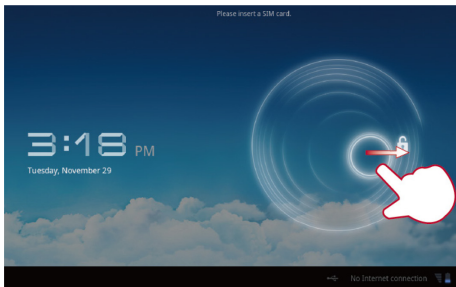 Please insert a SIM card.
3:18 PM
Tuesday, November 29
No Internet connection